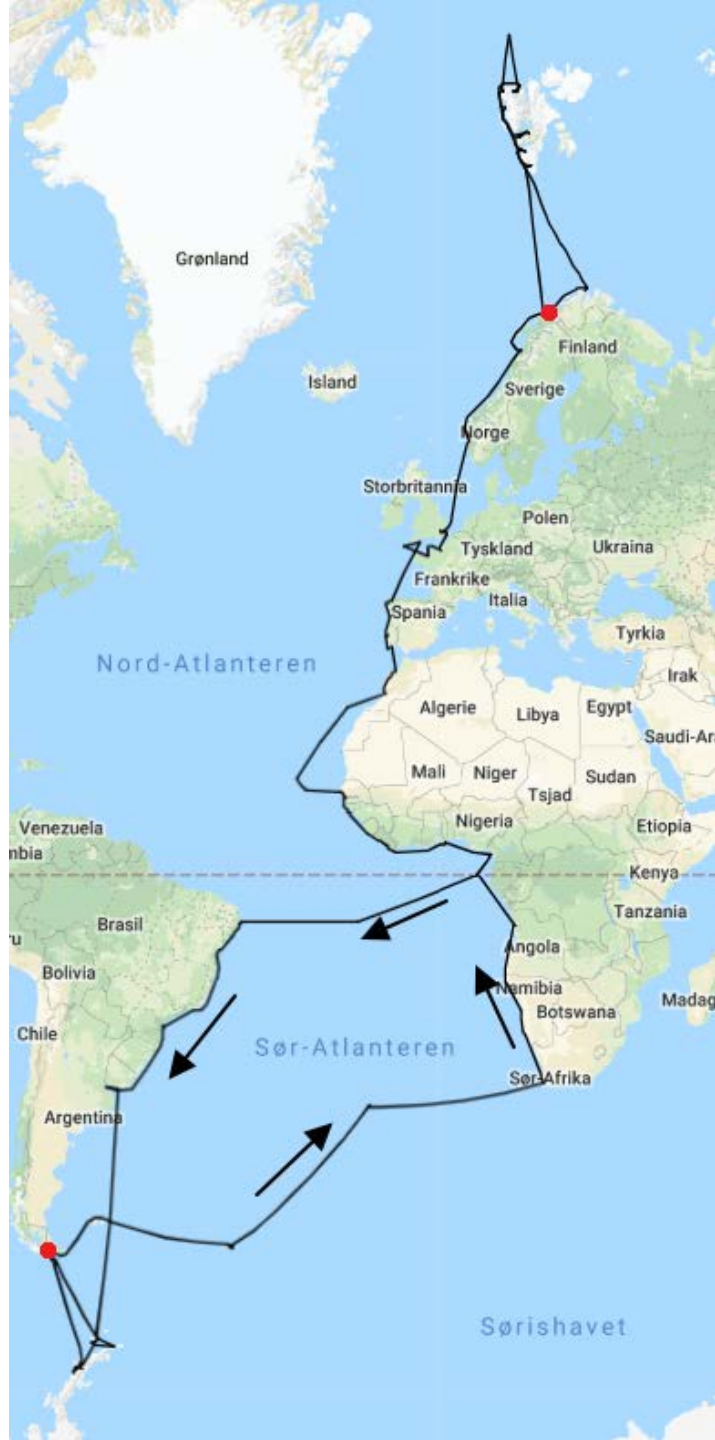 Grønland
Finland
Island
Sverige
Norge
Storbritannia
Polen
Tyskland
Ukraina
Frankrike
Italia
Spania
Tyrkia
Nord-Atlanteren
Irak
Algerie
Libya
Egypt
Saudi-Ar
Mali
Niger
Sudan
Tsjad
Venezuela
Nigeria
Etiopia
mbia
Kenya
Brasil
Tanzania
ru
Angola
Bolivia
Namibia
Madag
Botswana
Chile
Sør-Atlanteren
Sør-Afrika
Argentina
Sørishavet